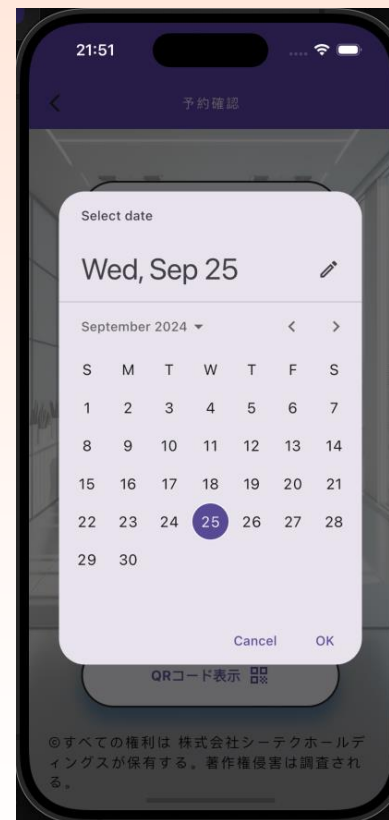 21:51
予約確認
Select date
Wed, Sep 25
September 2024
S M T W T F S
1 2 3 4 5 6 7
8 9 10 11 12 13 14
15 16 17 18 19 20 21
22 23 24 25 26 27 28
29 30
Cancel OK
QRコード表示
©すべての権利は 株式会社シーテクホールデ
ィングスが保有する。著作権侵害は調査され
る。